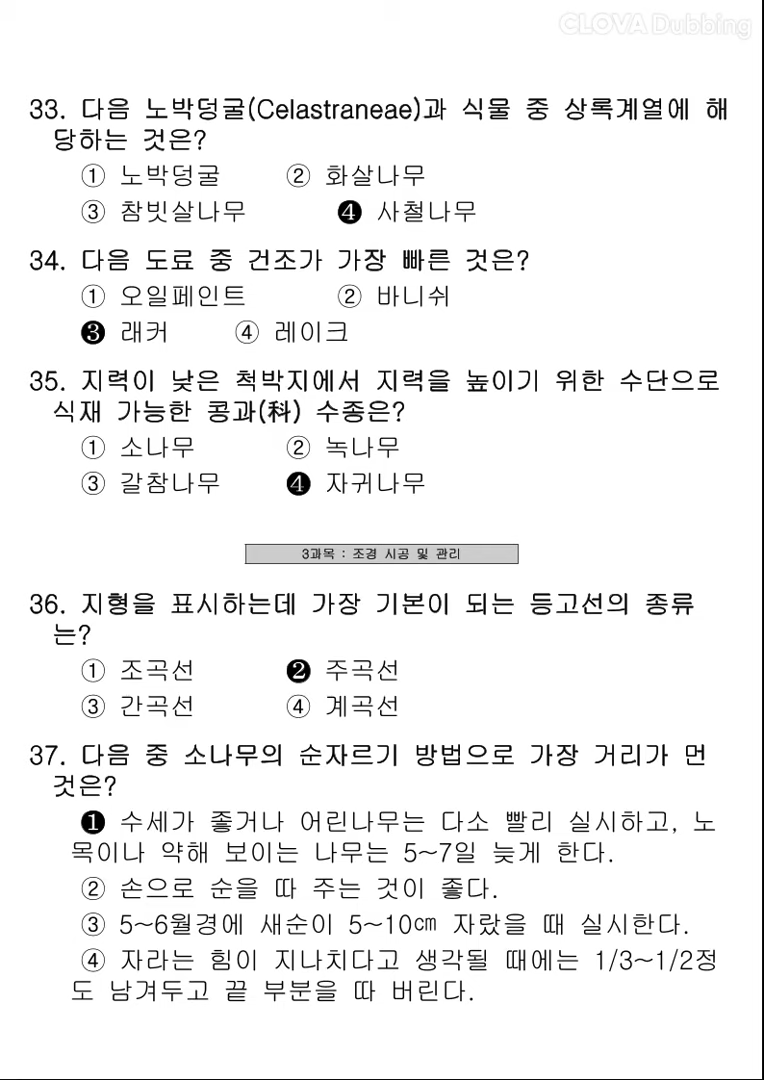 CLOVA Dubbing
33. 다음 노박덩굴(Celastraneae)과 식물 중 상록계열에 해
당하는 것은?
① 노박덩굴 ② 화살나무
③ 참빗살나무 ❹ 사철나무
34. 다음 도료 중 건조가 가장 빠른 것은?
① 오일페인트 ② 바니쉬
❸ 래커 ④ 레이크
35. 지력이 낮은 척박지에서 지력을 높이기 위한 수단으로
식재 가능한 콩과(科) 수종은?
① 소나무 ② 녹나무
③ 갈참나무 ❹ 자귀나무
3과목 : 조경 시공 및 관리
36. 지형을 표시하는데 가장 기본이 되는 등고선의 종류
는?
① 조곡선 ❷ 주곡선
③ 간곡선 ④ 계곡선
37. 다음 중 소나무의 순자르기 방법으로 가장 거리가 먼
것은?
❶ 수세가 좋거나 어린나무는 다소 빨리 실시하고, 노
목이나 약해 보이는 나무는 5~7일 늦게 한다.
② 손으로 순을 따 주는 것이 좋다.
③ 5~6월경에 새순이 5~10㎝ 자랐을 때 실시한다.
④ 자라는 힘이 지나치다고 생각될 때에는 1/3~1/2정
도 남겨두고 끝 부분을 따 버린다.